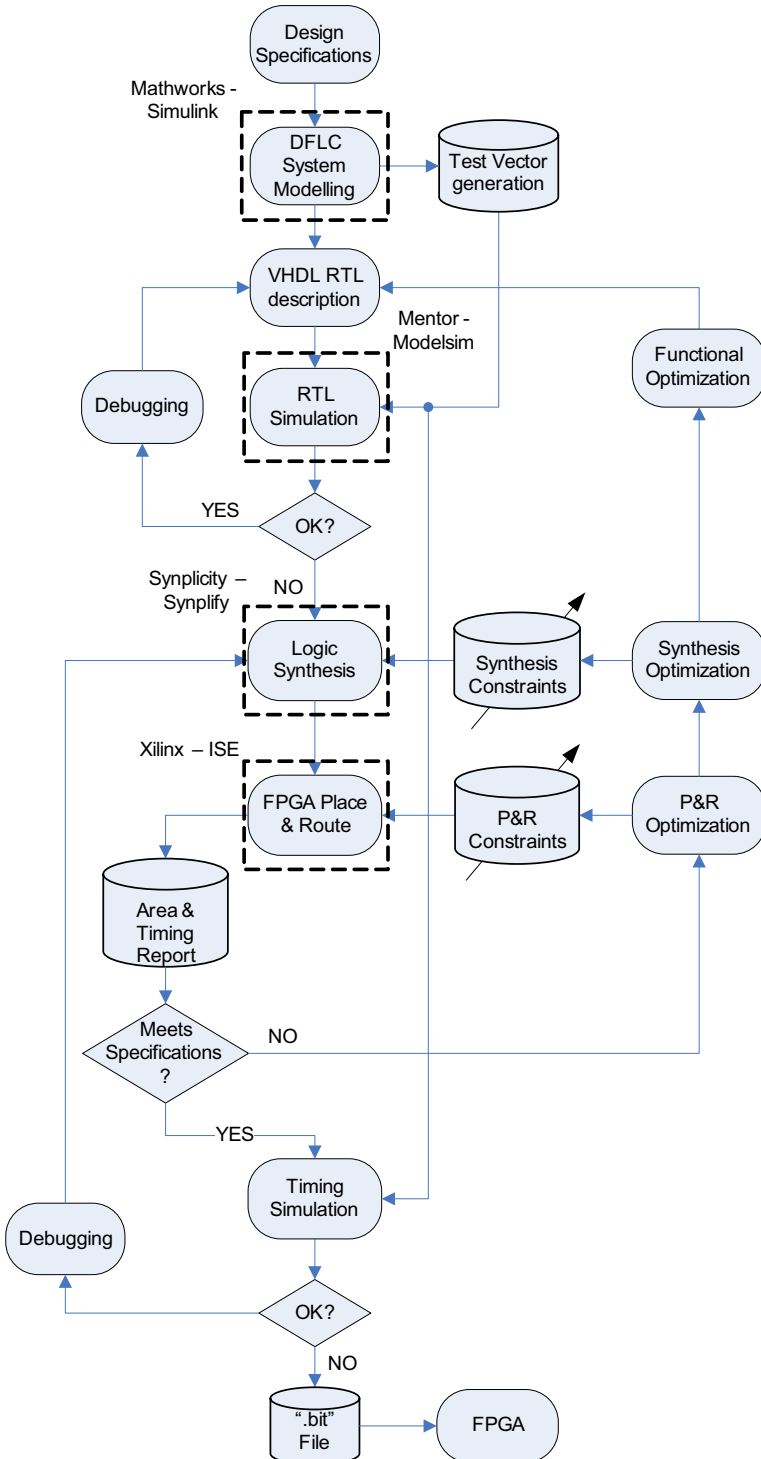 Design
Specifications
Mathworks -
Simulink
DFLC
System
Modelling
Test Vector
generation
VHDL RTL
description
Mentor -
Modelsim
Functional
Optimization
Debugging
RTL
Simulation
YES
OK?
NO
Synplicity –
Synplify
Logic
Synthesis
Synthesis
Constraints
Synthesis
Optimization
Xilinx – ISE
FPGA Place
& Route
P&R
Constraints
P&R
Optimization
Area &
Timing
Report
Meets
Specifications
?
NO
YES
Timing
Simulation
Debugging
OK?
NO
“.bit”
File
FPGA